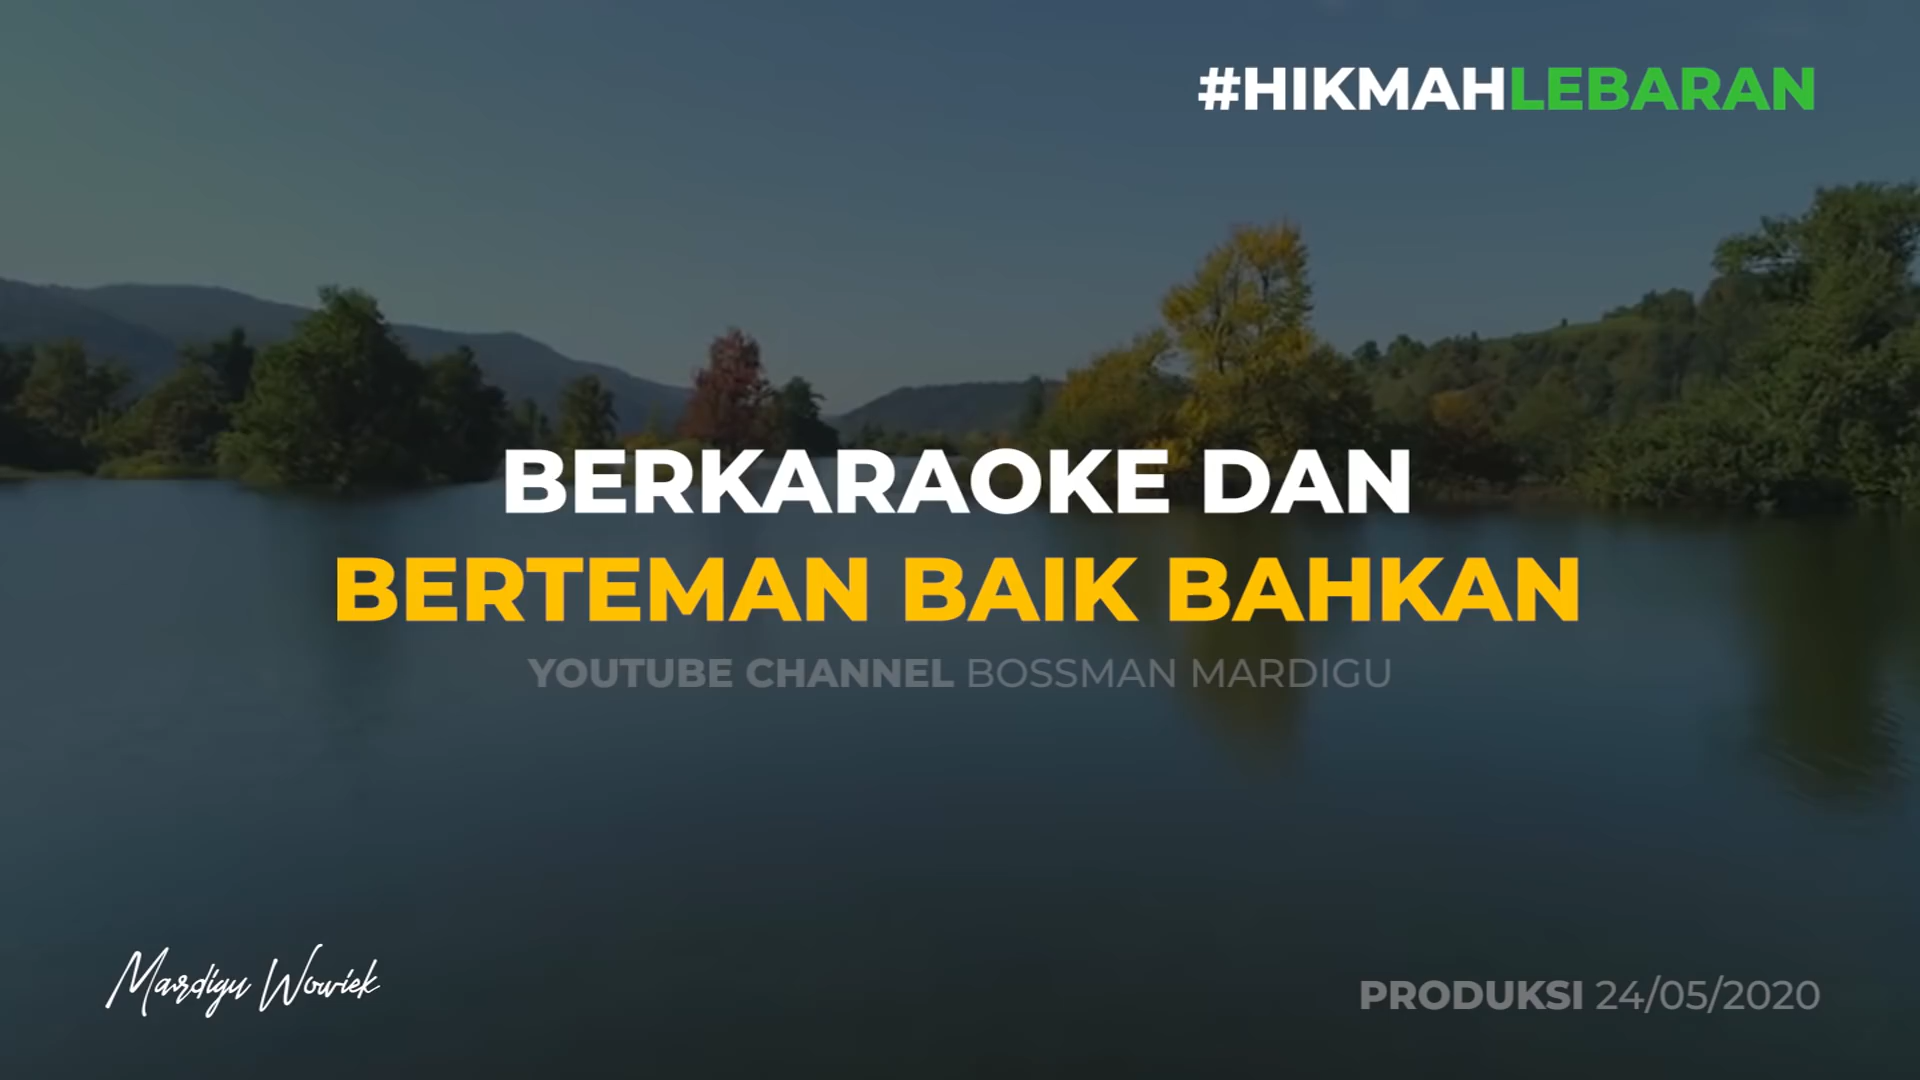 #HIKMAHLEBARAN
BERKARAOKE DAN
BERTEMAN BAIK BAHKAN
YOUTUBE CHANNEL BOSSMAN MARDIGU
Mardigu Wowiek
PRODUKSI 24/05/2020